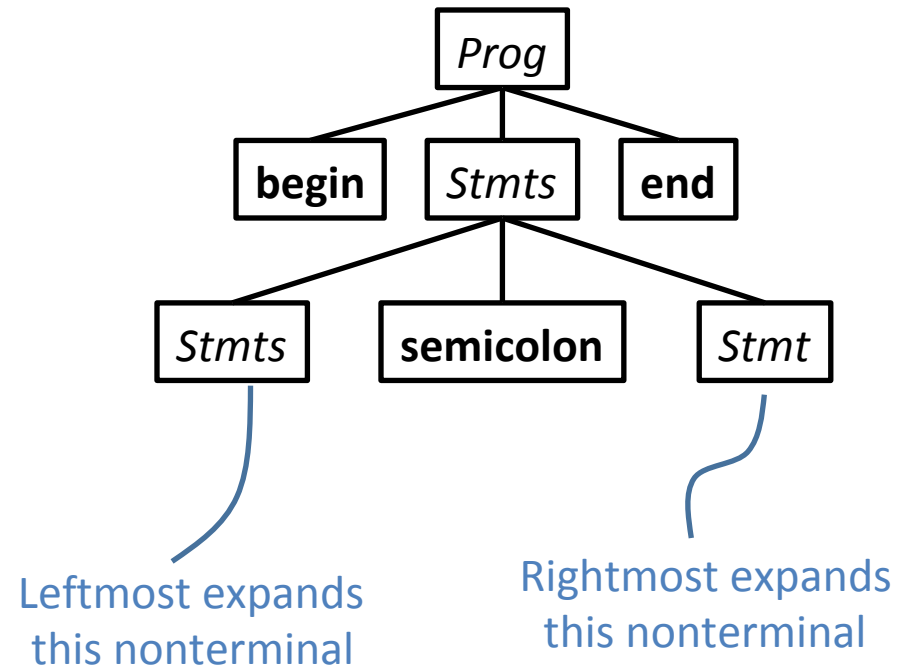 Prog
begin Stmts end
Stmts semicolon Stmt
Leftmost expands
this nonterminal
Rightmost expands
this nonterminal